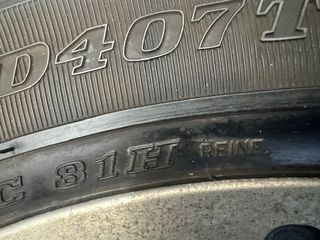 D407T
C 81H REINF.